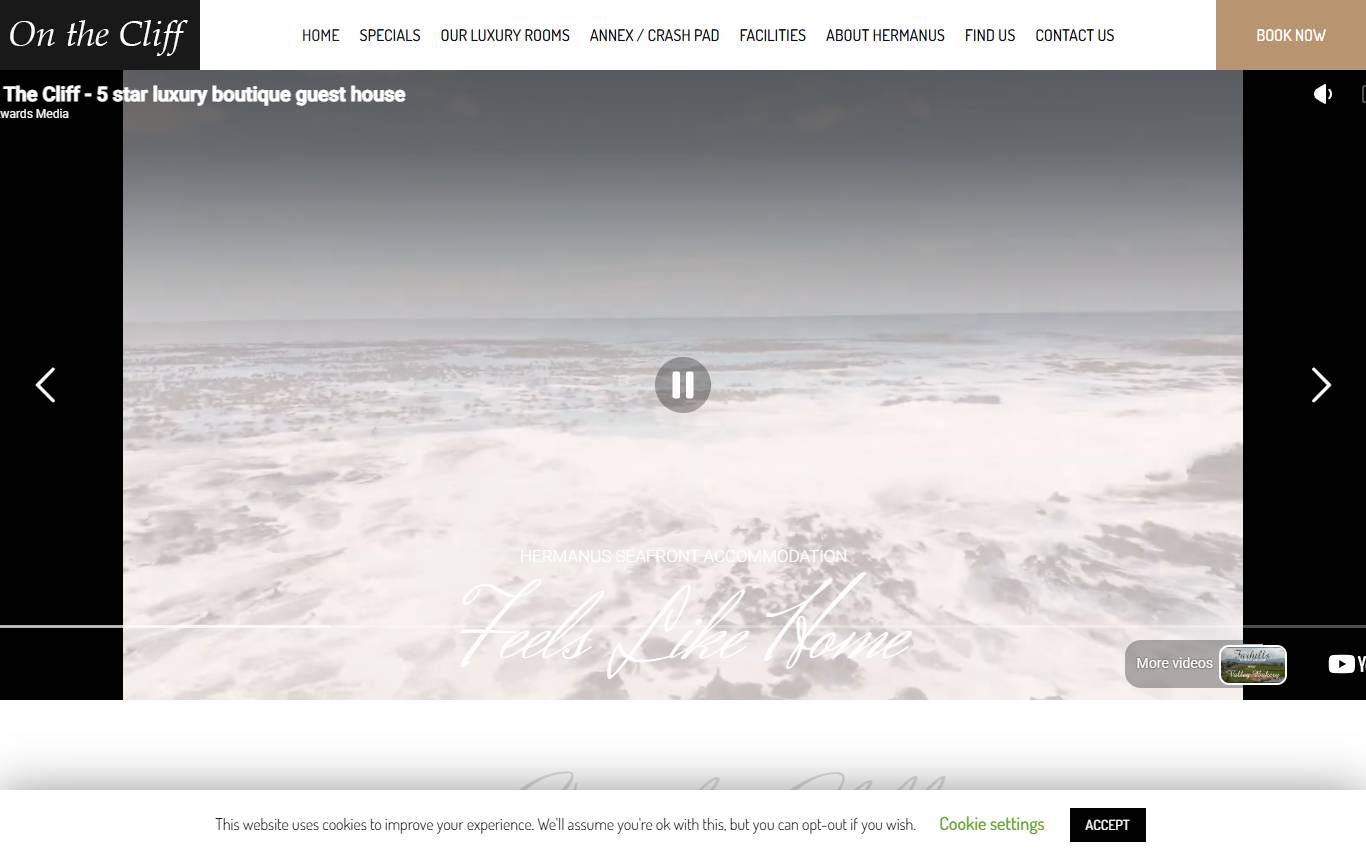 On the Cliff
HOME SPECIALS OUR LUXURY ROOMS ANNEX / CRASH PAD FACILITIES ABOUT HERMANUS FIND US CONTACT US
BOOK NOW
The Cliff - 5 star luxury boutique guest house
wards Media
HERMANUS SEAFRONT ACCOMMODATION
Feels Like Home
More videos
This website uses cookies to improve your experience. We'll assume you're ok with this, but you can opt-out if you wish.
Cookie settings
ACCEPT